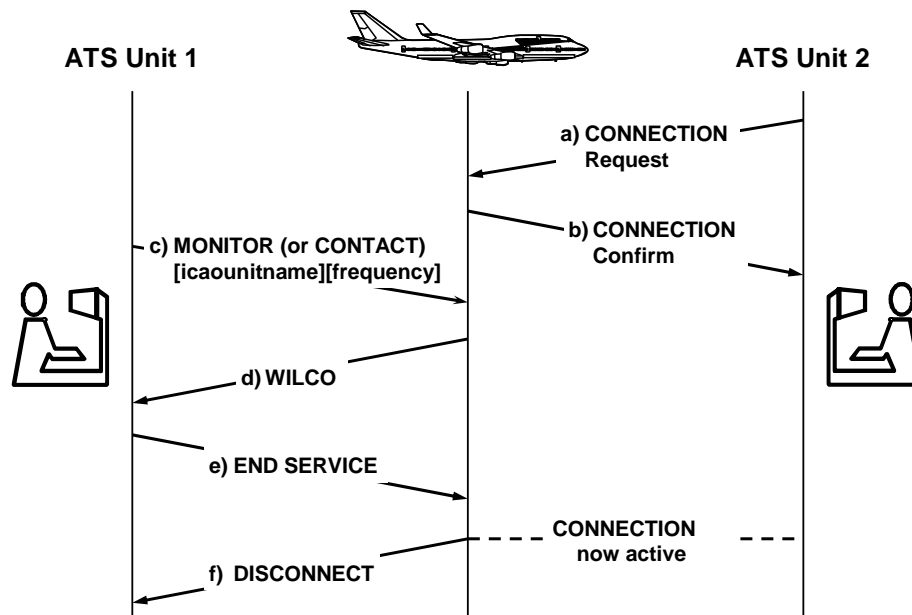 ATS Unit 1
ATS Unit 2
a) CONNECTION
Request
b) CONNECTION
Confirm
c) MONITOR (or CONTACT)
[icaounitname][frequency]
d) WILCO
e) END SERVICE
CONNECTION
now active
f) DISCONNECT